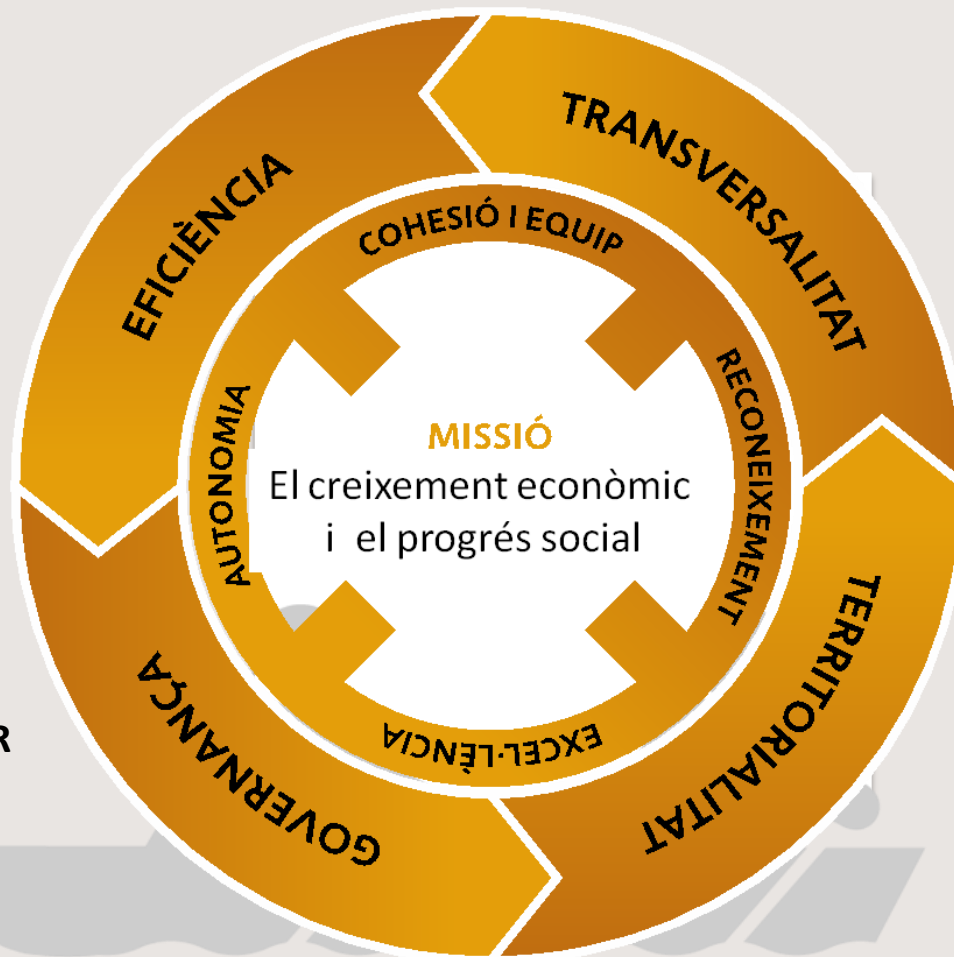 TRANSVERSALITAT
EFICIÈNCIA
COHESIÓ I EQUIP
RECONEIXEMENT
AUTONOMIA
MISSIÓ
El creixement econòmic
i el progrés social
EXCEL·LÈNCIA
TERRITORIALITAT
GOVERNANÇA
R